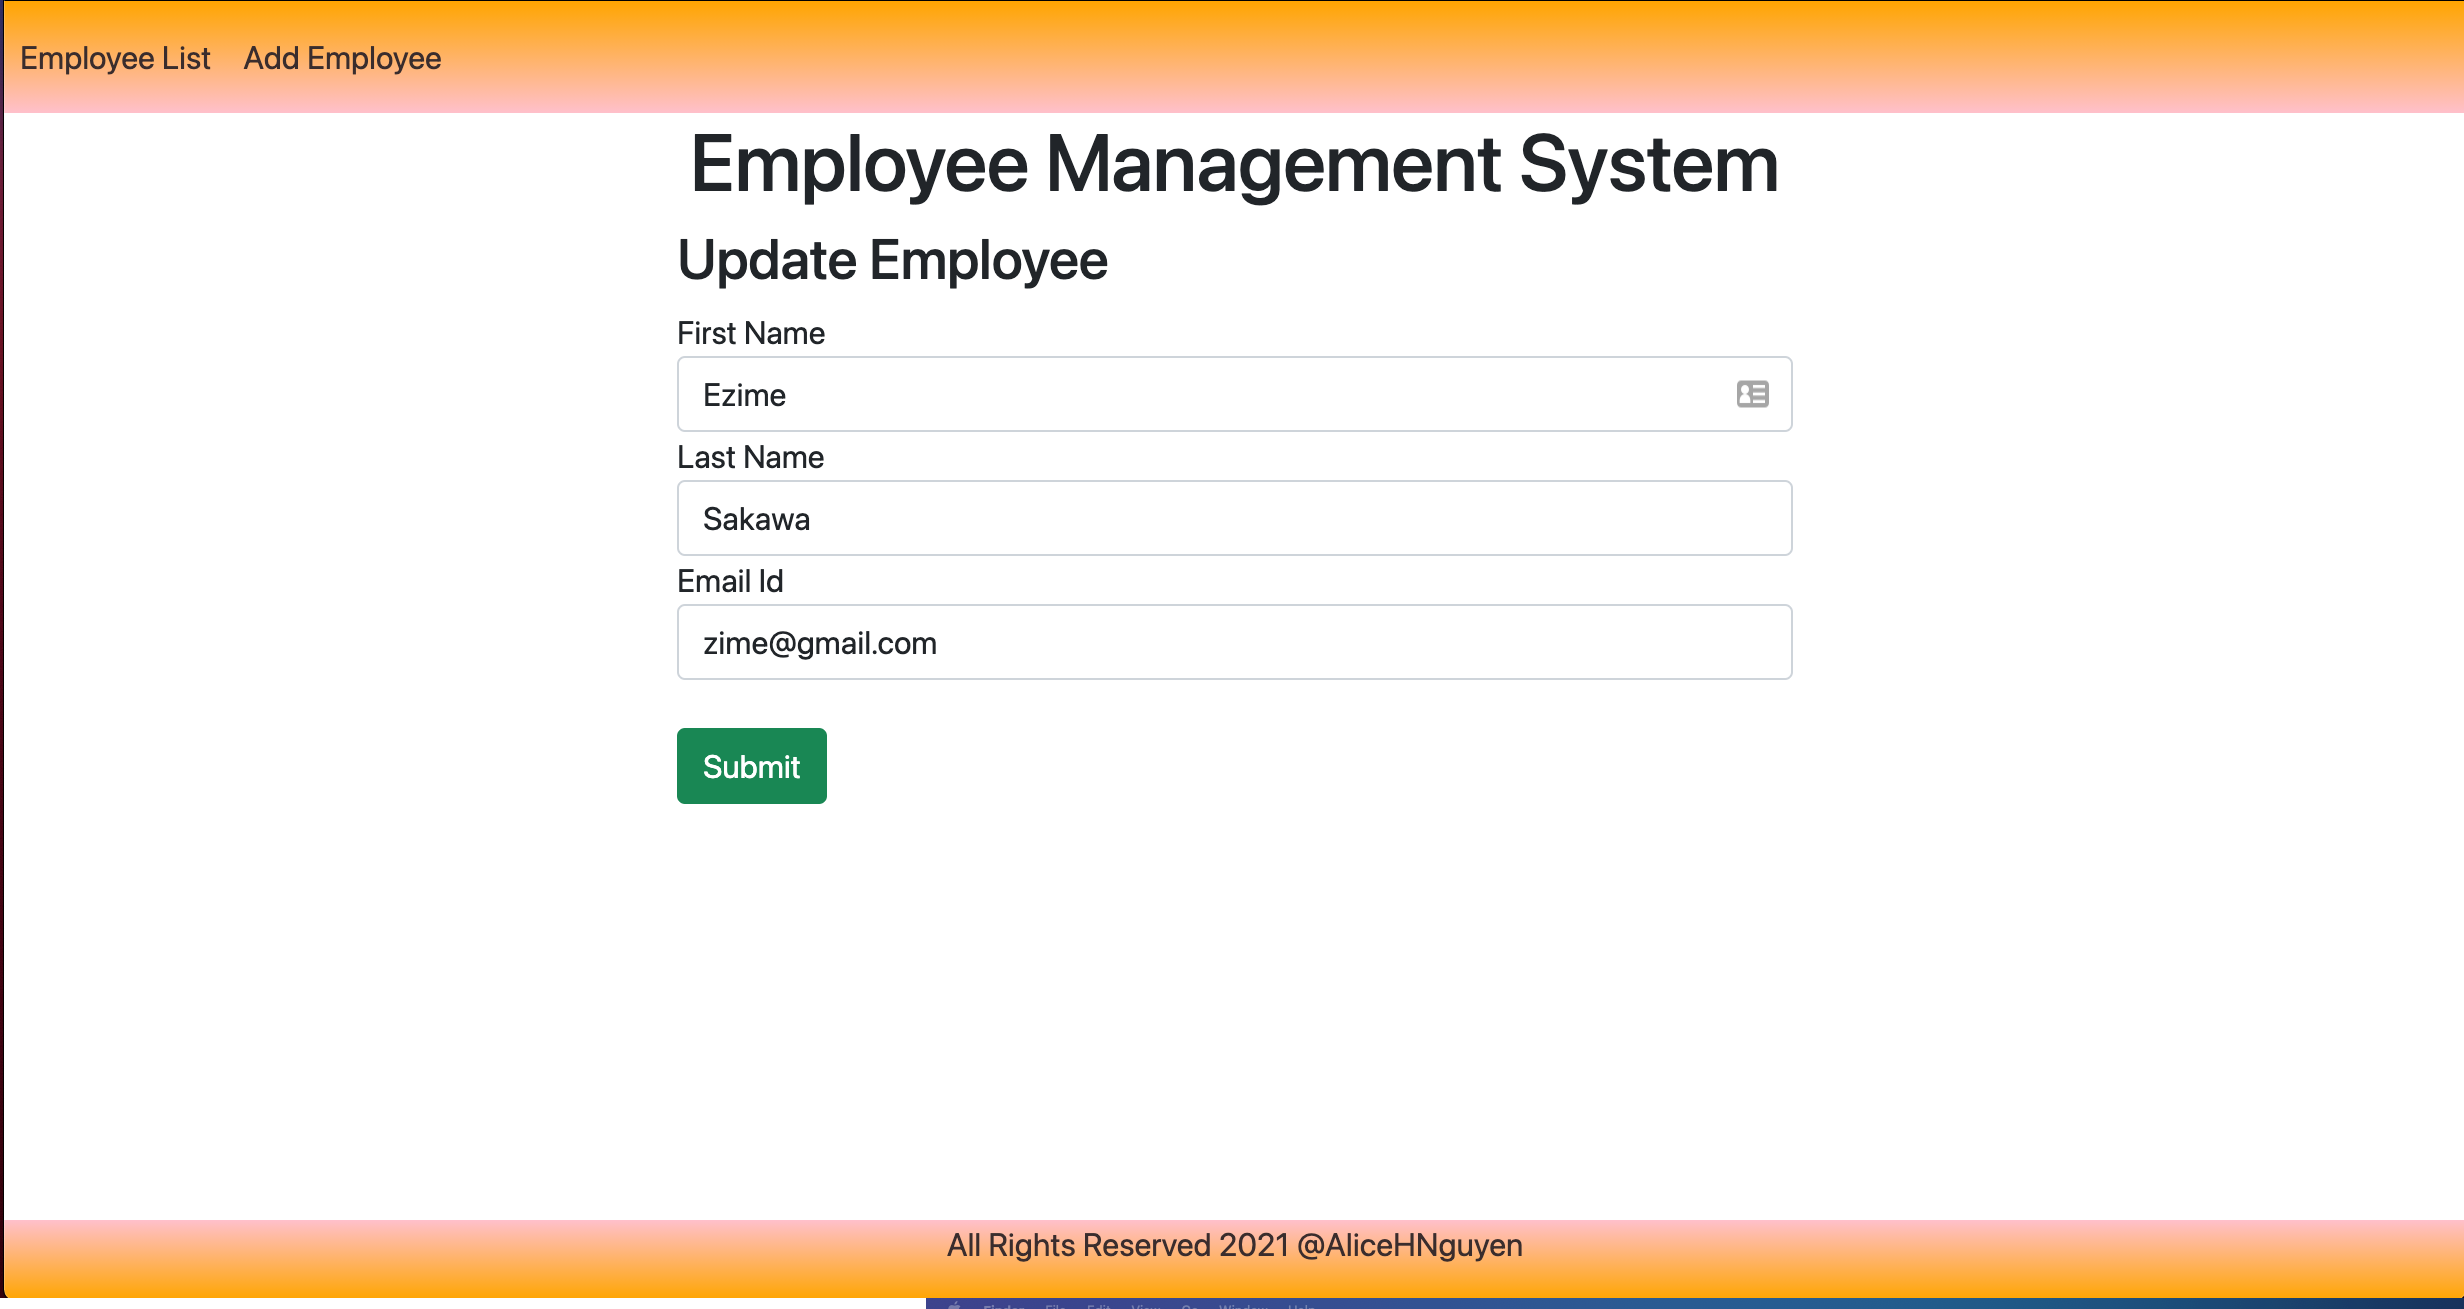 Employee List Add Employee
Employee Management System
Update Employee
First Name
Ezime
Last Name
Sakawa
Email Id
zime@gmail.com
Submit
All Rights Reserved 2021 @AliceHNguyen